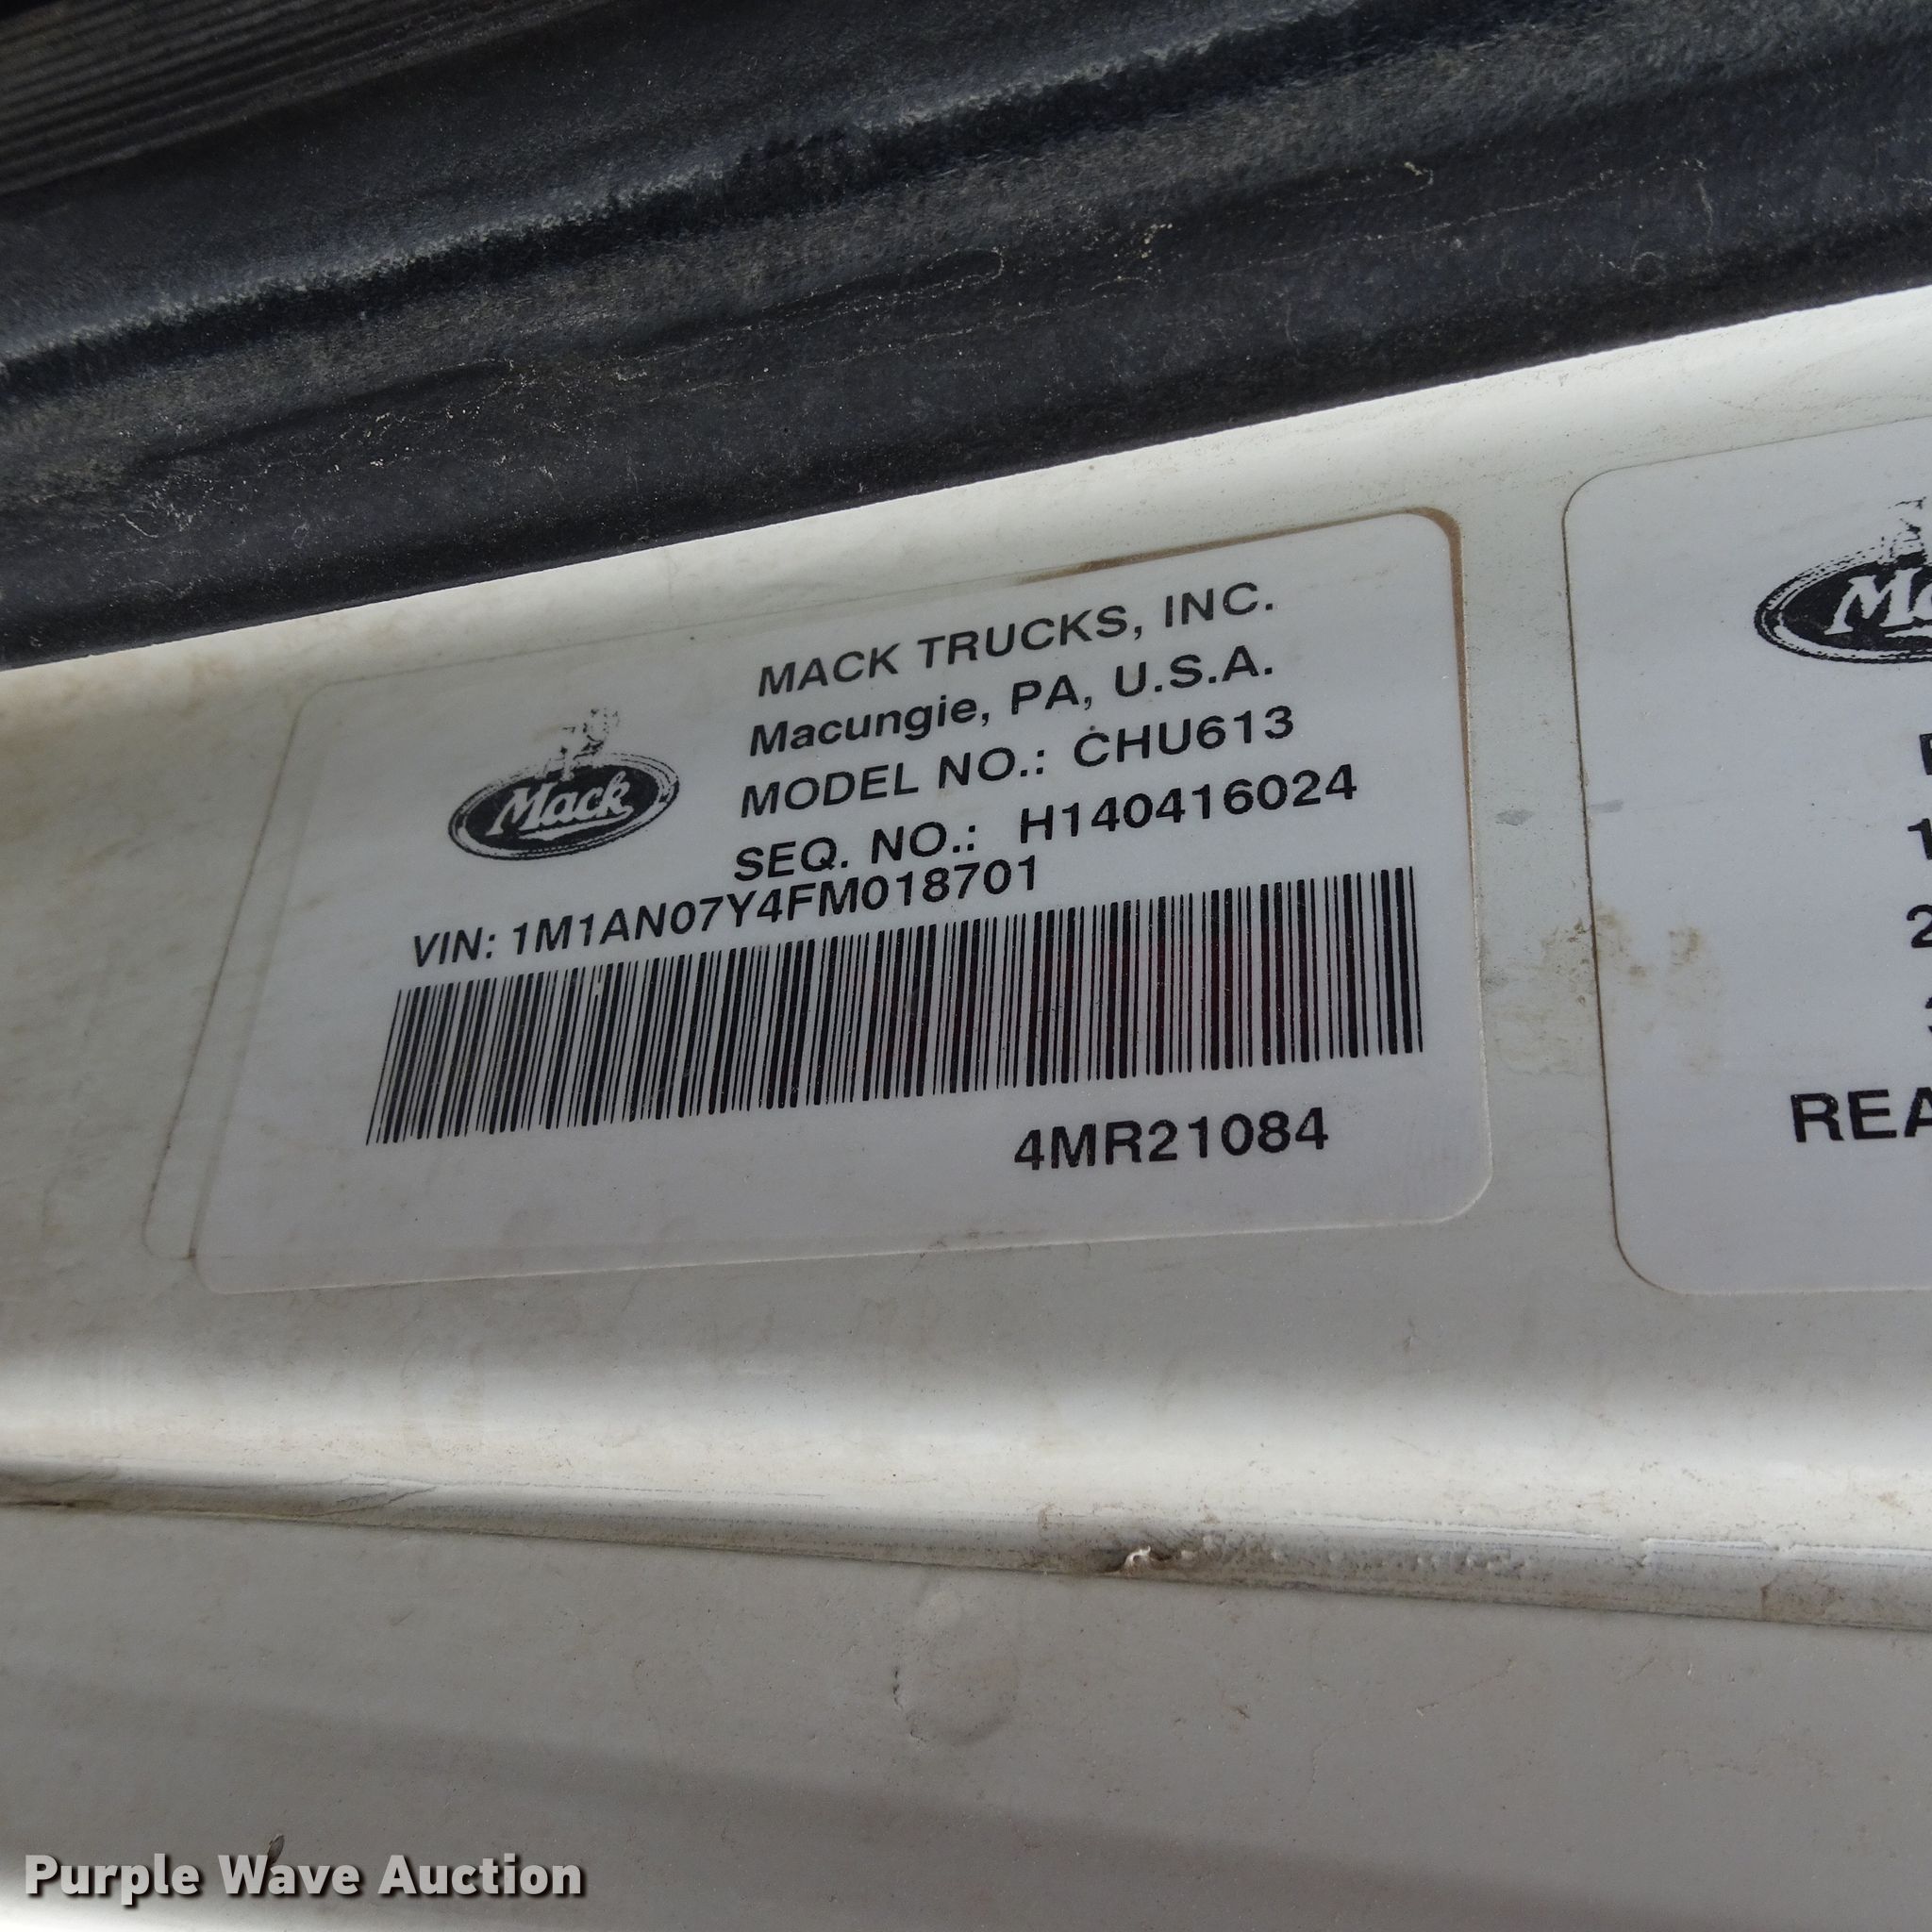 MACK TRUCKS, INC.
Macungie, PA, U.S.A.
MODEL NO.: CHU613
SEQ. NO.: H140416024
VIN: 1M1AN07Y4FM018701
Mack
4MR21084
REA
Purple Wave Auction